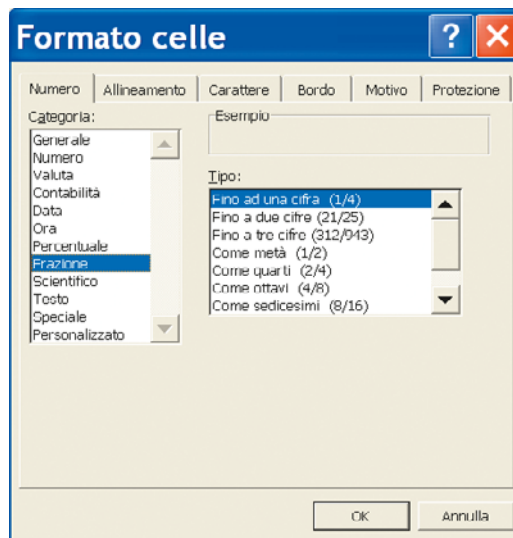 Formato celle ?
Numero Allineamento Carattere Bordo Motivo Protezione
Categoria:
Generale
Numero
Valuta
Contabilità
Data
Ora
Percentuale
Frazione
Scientifico
Testo
Speciale
Personalizzato
Esempio
Tipo:
Fino ad una cifra (1/4)
Fino a due cifre (21/25)
Fino a tre cifre (312/943)
Come metà (1/2)
Come quarti (2/4)
Come ottavi (4/8)
Come sedicesimi (8/16)
OK Annulla